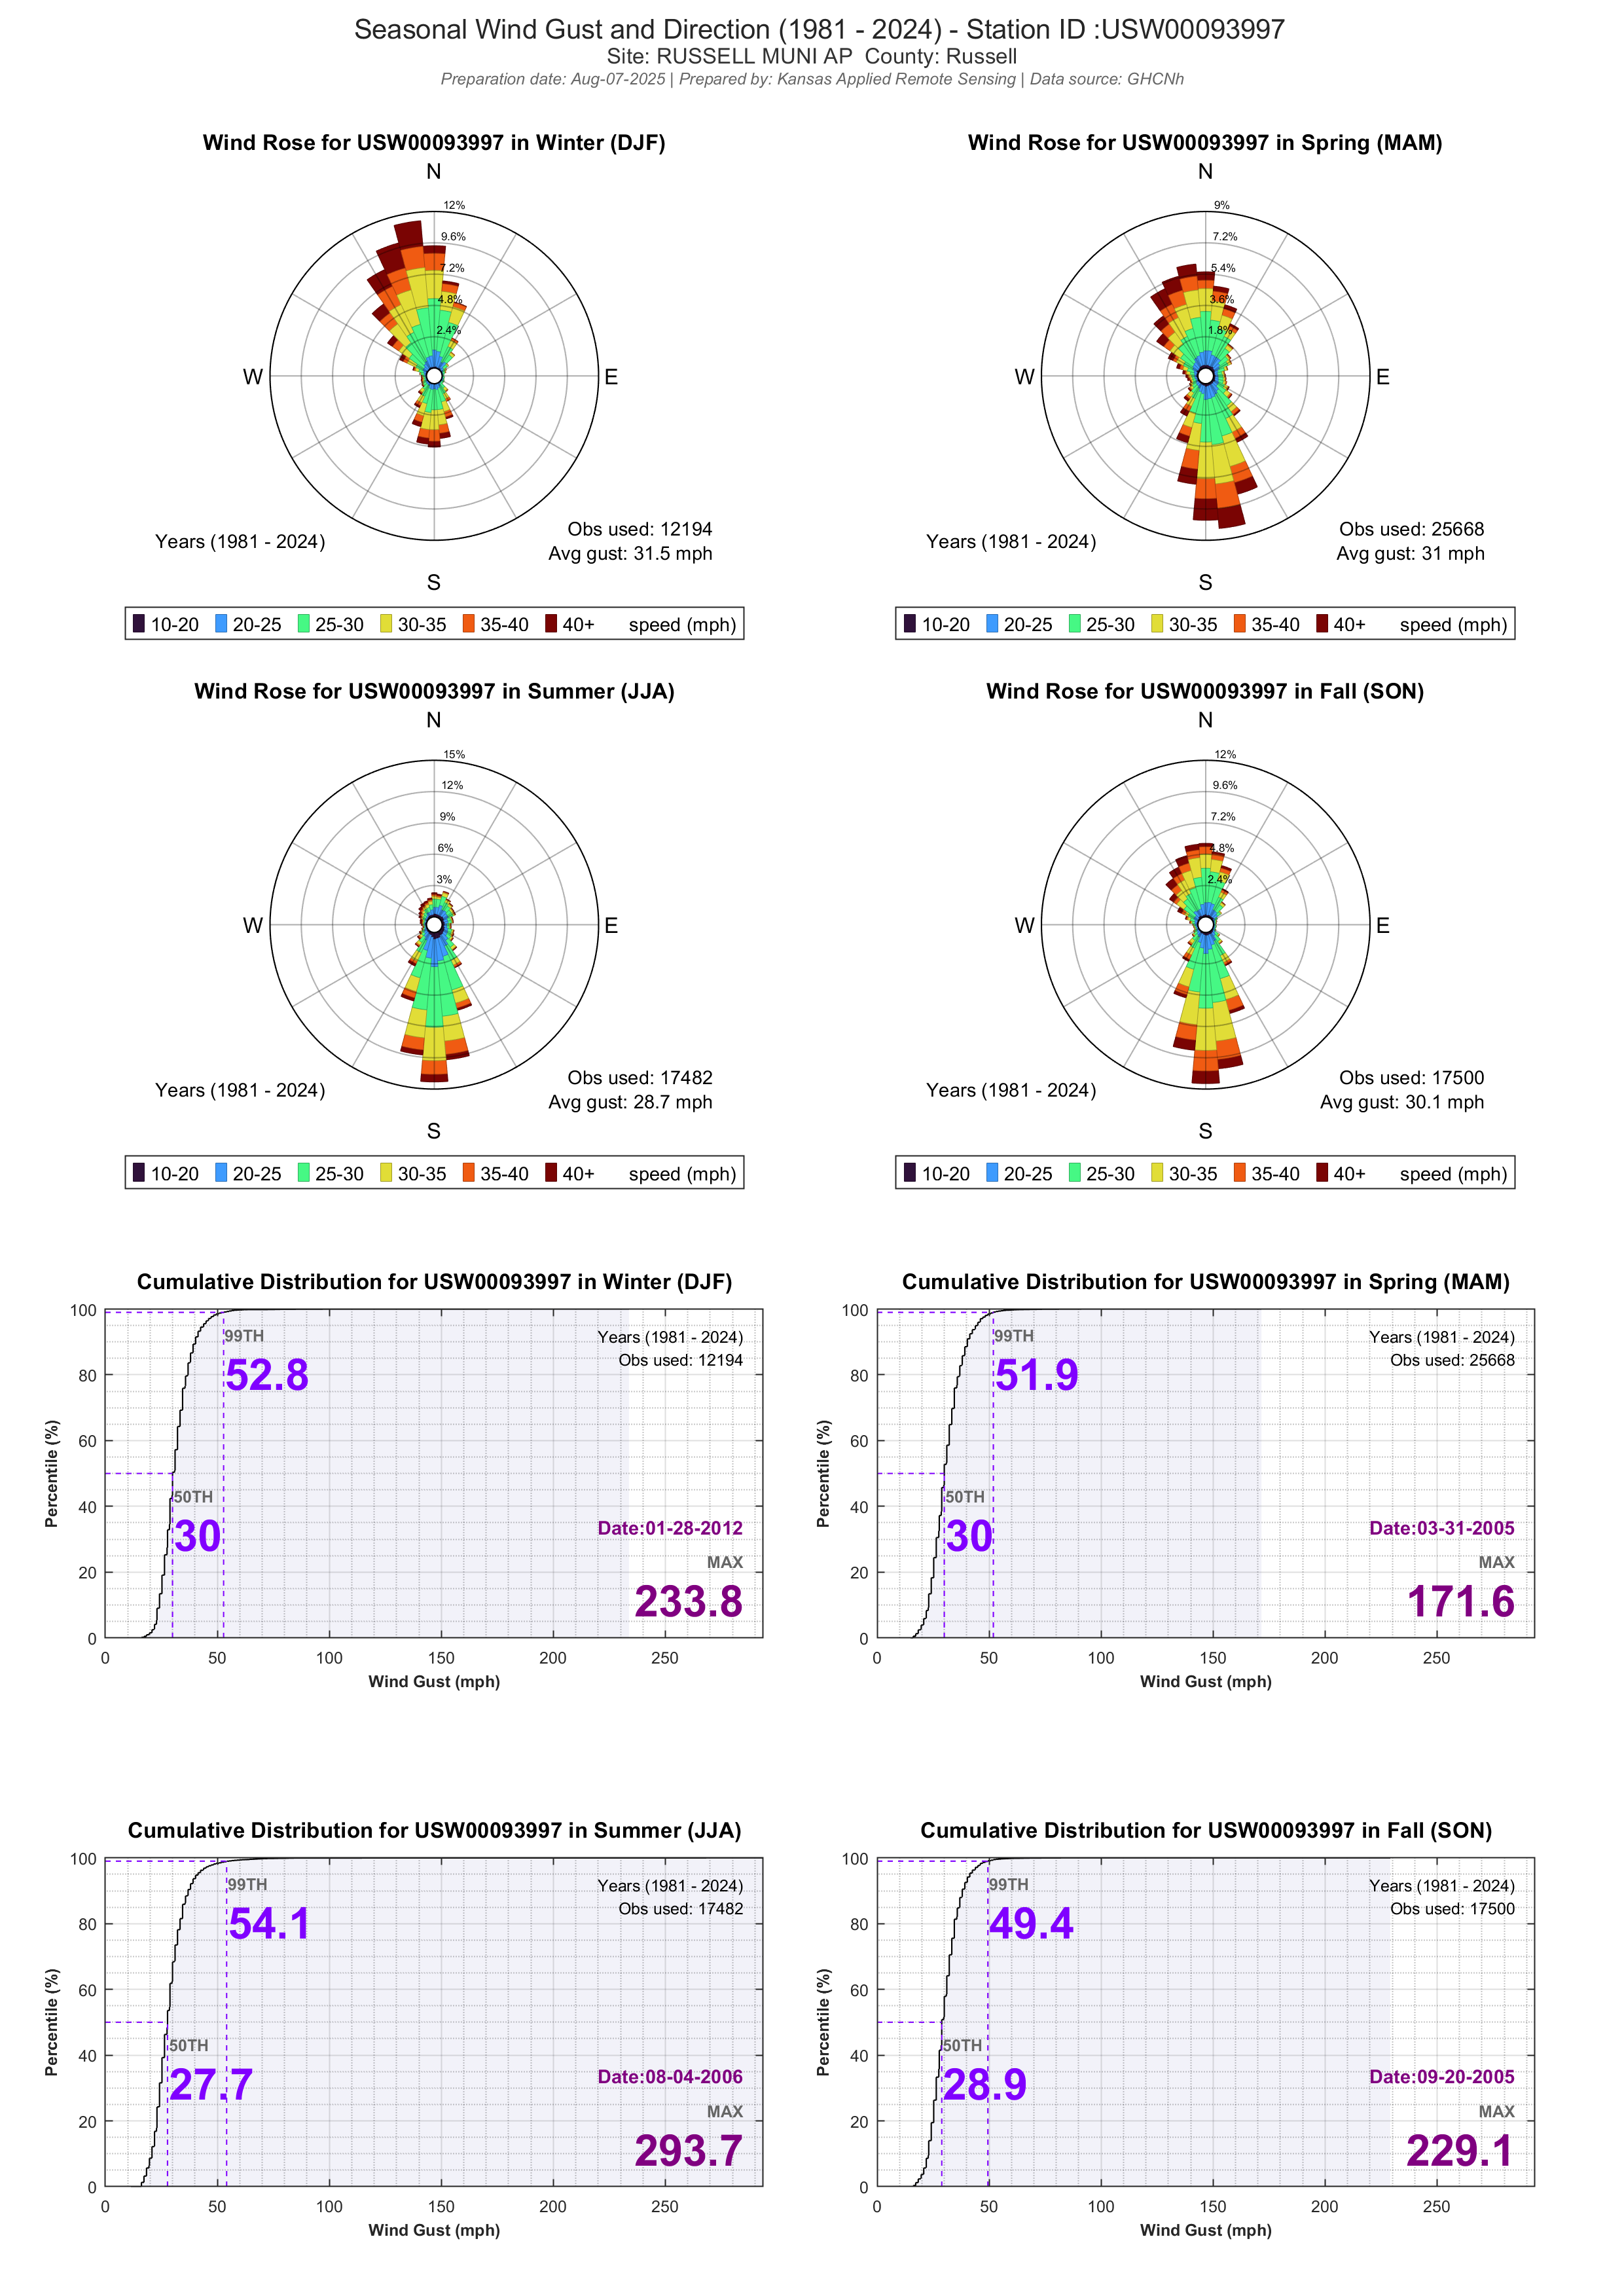 Seasonal Wind Gust and Direction (1981 - 2024) - Station ID :USW00093997
Site: RUSSELL MUNI AP  County: Russell
Preparation date: Aug-07-2025 | Prepared by: Kansas Applied Remote Sensing | Data source: GHCNh
Wind Rose for USW00093997 in Winter (DJF)
N
12%
9.6%
7.2%
4.8%
2.4%
W
E
Years (1981 - 2024)
Obs used: 12194
Avg gust: 31.5 mph
S
10-20 20-25 25-30 30-35 35-40 40+ speed (mph)
Wind Rose for USW00093997 in Spring (MAM)
N
9%
7.2%
5.4%
3.6%
1.8%
W
E
Years (1981 - 2024)
Obs used: 25668
Avg gust: 31 mph
S
10-20 20-25 25-30 30-35 35-40 40+ speed (mph)
Wind Rose for USW00093997 in Summer (JJA)
N
15%
12%
9%
6%
3%
W
E
Years (1981 - 2024)
Obs used: 17482
Avg gust: 28.7 mph
S
10-20 20-25 25-30 30-35 35-40 40+ speed (mph)
Wind Rose for USW00093997 in Fall (SON)
N
12%
9.6%
7.2%
4.8%
2.4%
W
E
Years (1981 - 2024)
Obs used: 17500
Avg gust: 30.1 mph
S
10-20 20-25 25-30 30-35 35-40 40+ speed (mph)
Cumulative Distribution for USW00093997 in Winter (DJF)
100
80
60
40
20
0
Percentile (%)
99TH
52.8
Years (1981 - 2024)
Obs used: 12194
50TH
30
Date:01-28-2012
MAX
233.8
0 50 100 150 200 250
Wind Gust (mph)
Cumulative Distribution for USW00093997 in Spring (MAM)
100
80
60
40
20
0
Percentile (%)
99TH
51.9
Years (1981 - 2024)
Obs used: 25668
50TH
30
Date:03-31-2005
MAX
171.6
0 50 100 150 200 250
Wind Gust (mph)
Cumulative Distribution for USW00093997 in Summer (JJA)
100
80
60
40
20
0
Percentile (%)
99TH
54.1
Years (1981 - 2024)
Obs used: 17482
50TH
27.7
Date:08-04-2006
MAX
293.7
0 50 100 150 200 250
Wind Gust (mph)
Cumulative Distribution for USW00093997 in Fall (SON)
100
80
60
40
20
0
Percentile (%)
99TH
49.4
Years (1981 - 2024)
Obs used: 17500
50TH
28.9
Date:09-20-2005
MAX
229.1
0 50 100 150 200 250
Wind Gust (mph)